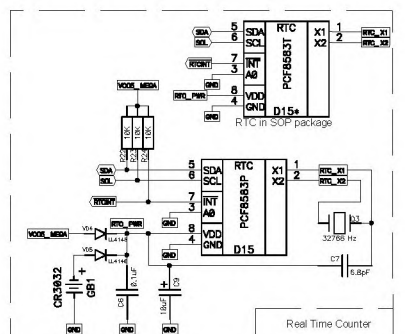 SDA 5 SDA RTC X1 1 RTC_X1
SCL 6 SCL X2 2 RTC_X2
PCF8583T
RTCINT 7 INT
3 A0
GND
RTC_PWR 8 VDD
4 GND
GND D15*
RTC in SOP package
VCC5_MEGA
10K 10K 10K
R22 R23 R24
SDA 5 SDA RTC X1 1 RTC_X1
SCL 6 SCL X2 2 RTC_X2
PCF8583P
RTCINT 7 INT
3 A0
GND
RTC_PWR 8 VDD
VCC5_MEGA VD4 LL4148
4 GND
GND D15
32768 Hz
VD5 LL4148
C7 6.8pF
CR3032 GB1
C6 0.1uF
C9 10uF
GND GND GND GND
Real Time Counter